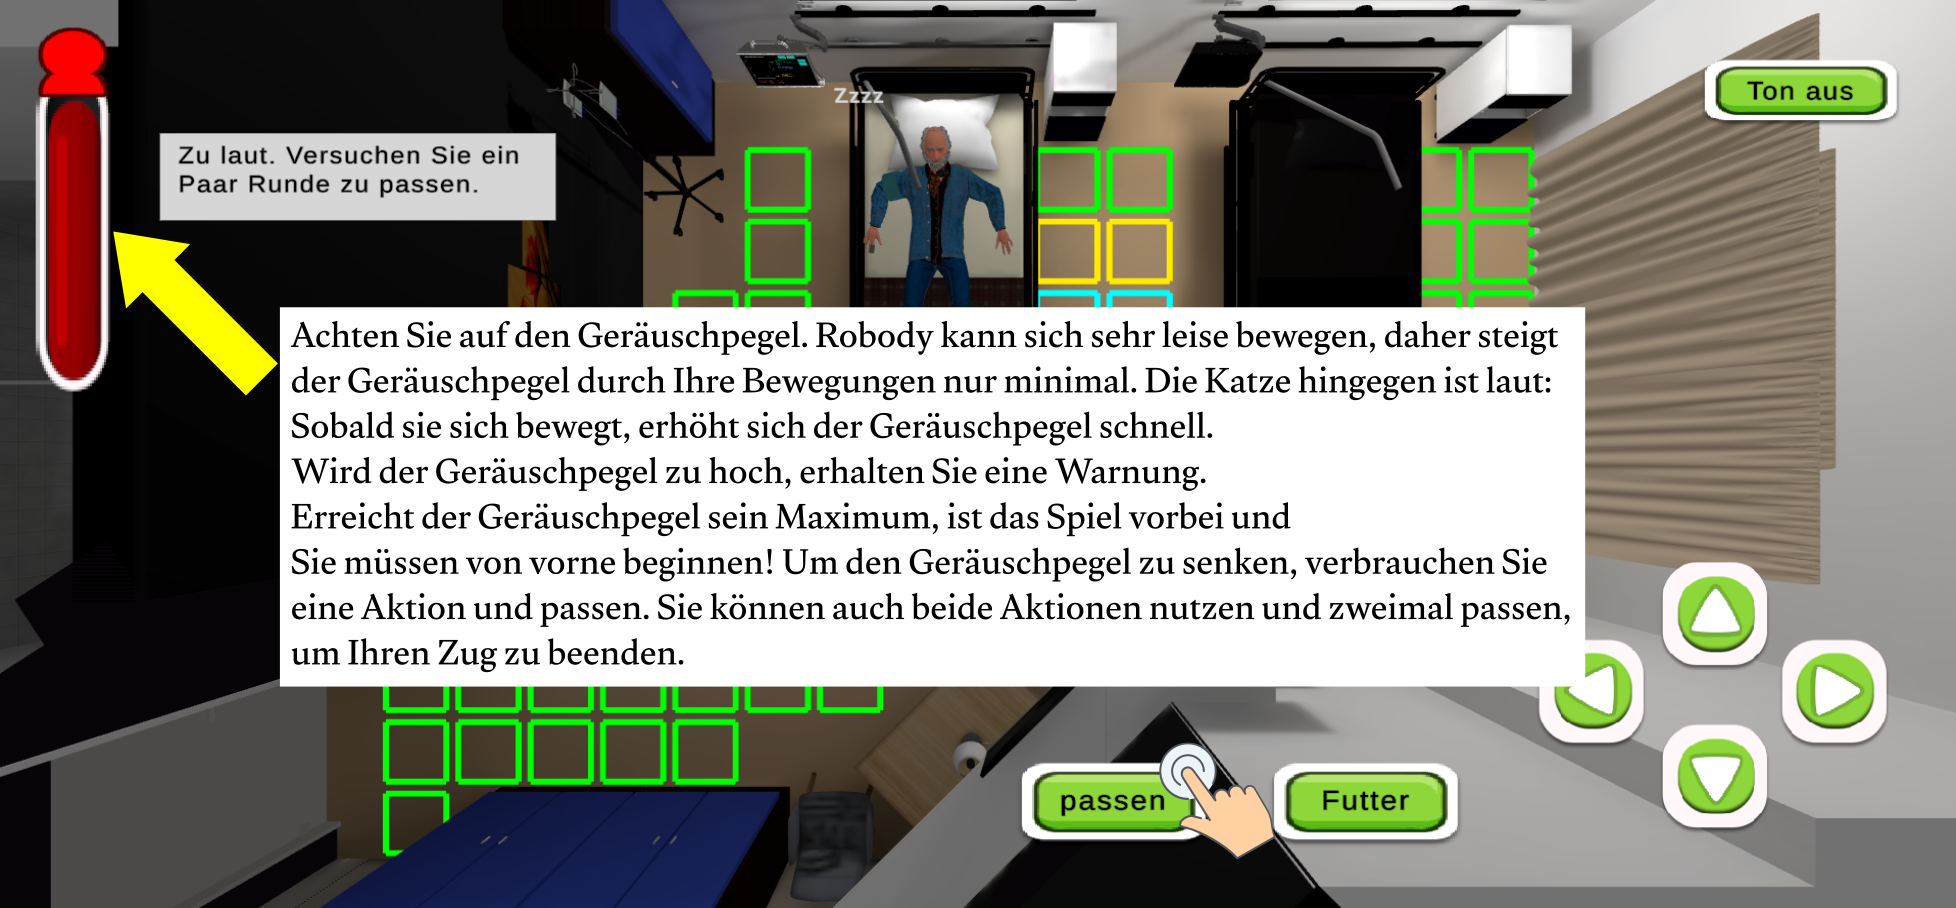 Zzzz
Ton aus
Zu laut. Versuchen Sie ein
Paar Runde zu passen.
Achten Sie auf den Geräuschpegel. Robody kann sich sehr leise bewegen, daher steigt
der Geräuschpegel durch Ihre Bewegungen nur minimal. Die Katze hingegen ist laut:
Sobald sie sich bewegt, erhöht sich der Geräuschpegel schnell.
Wird der Geräuschpegel zu hoch, erhalten Sie eine Warnung.
Erreicht der Geräuschpegel sein Maximum, ist das Spiel vorbei und
Sie müssen von vorne beginnen! Um den Geräuschpegel zu senken, verbrauchen Sie
eine Aktion und passen. Sie können auch beide Aktionen nutzen und zweimal passen,
um Ihren Zug zu beenden.
passen
Futter